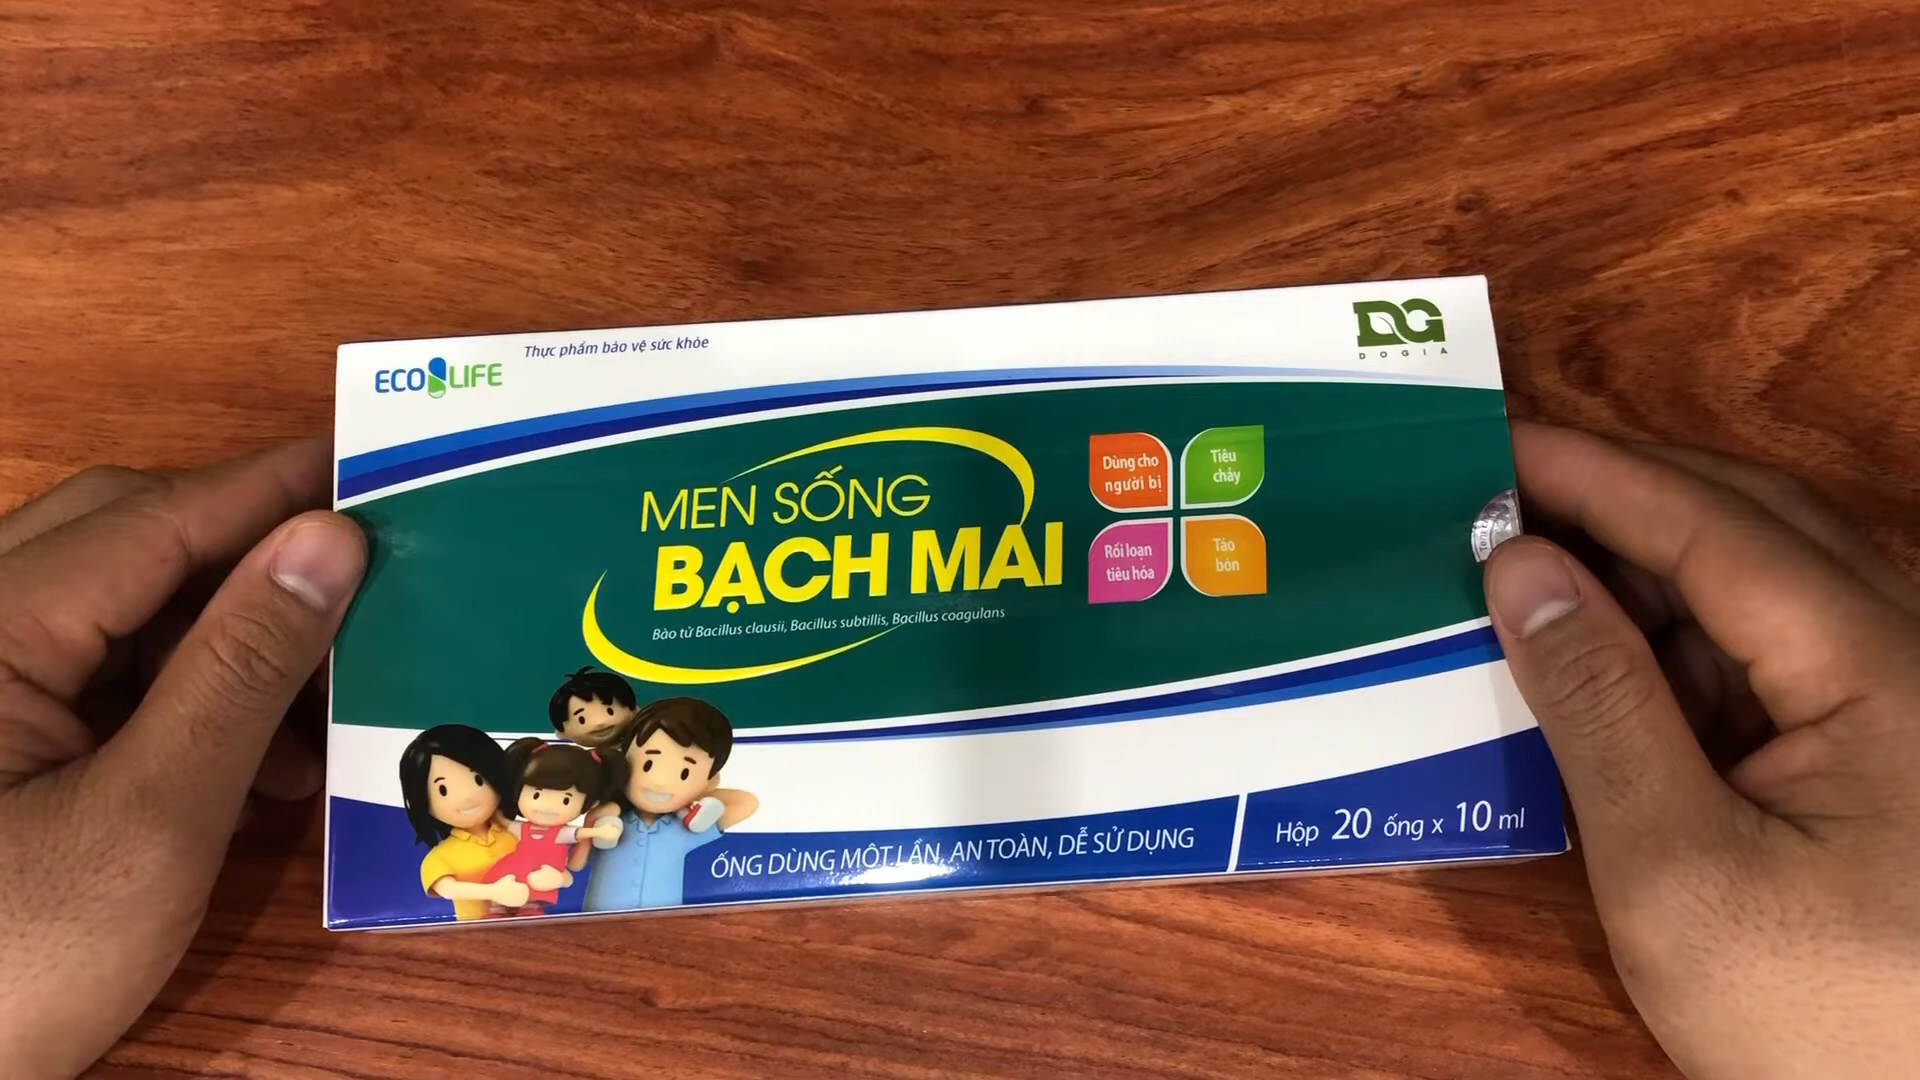 ECO LIFE
Thực phẩm bảo vệ sức khỏe
DG
DOGIA
MEN SỐNG
BẠCH MAI
Bào tử Bacillus clausii, Bacillus subtillis, Bacillus coagulans
Dùng cho
người bị
Tiêu
chảy
Rối loạn
tiêu hóa
Táo
bón
ỐNG DÙNG MỘT LẦN, AN TOÀN, DỄ SỬ DỤNG
Hộp 20 ống x 10 ml